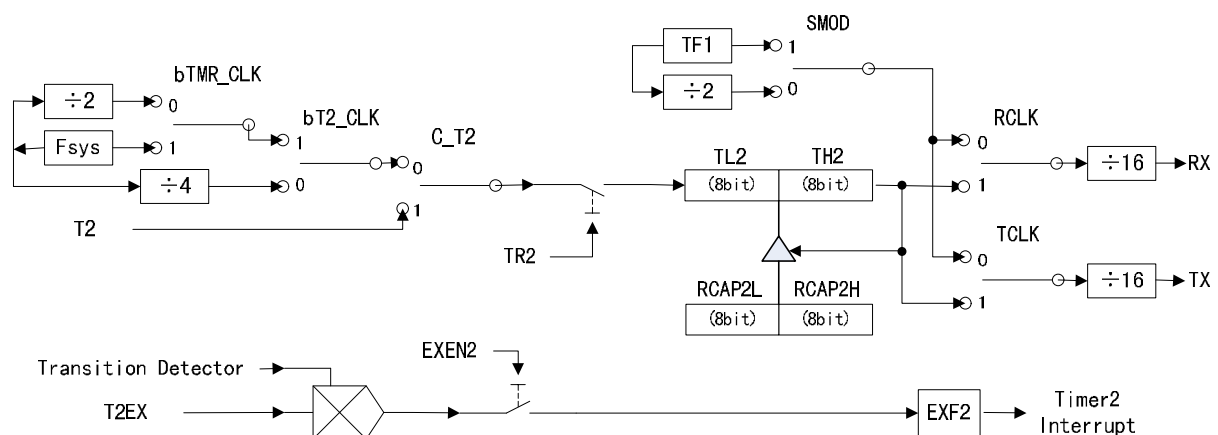 SMOD
TF1
1
÷2
0
bTMR_CLK
÷2
0
bT2_CLK
Fsys
1
1
C_T2
÷4
0
0
T2
1
TR2
TL2
TH2
(8bit)
(8bit)
RCAP2L
RCAP2H
(8bit)
(8bit)
RCLK
0
1
÷16
RX
TCLK
0
1
÷16
TX
Transition Detector
EXEN2
T2EX
EXF2
Timer2
Interrupt